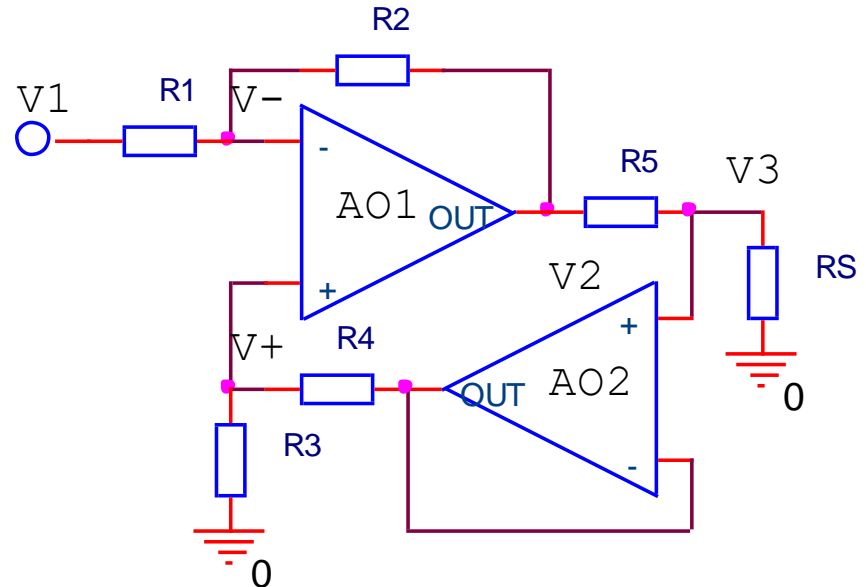 R2
V1
R1
V-
-
AO1
OUT
R5
V3
+
V2
RS
V+
R4
+
OUT
AO2
0
R3
-
0